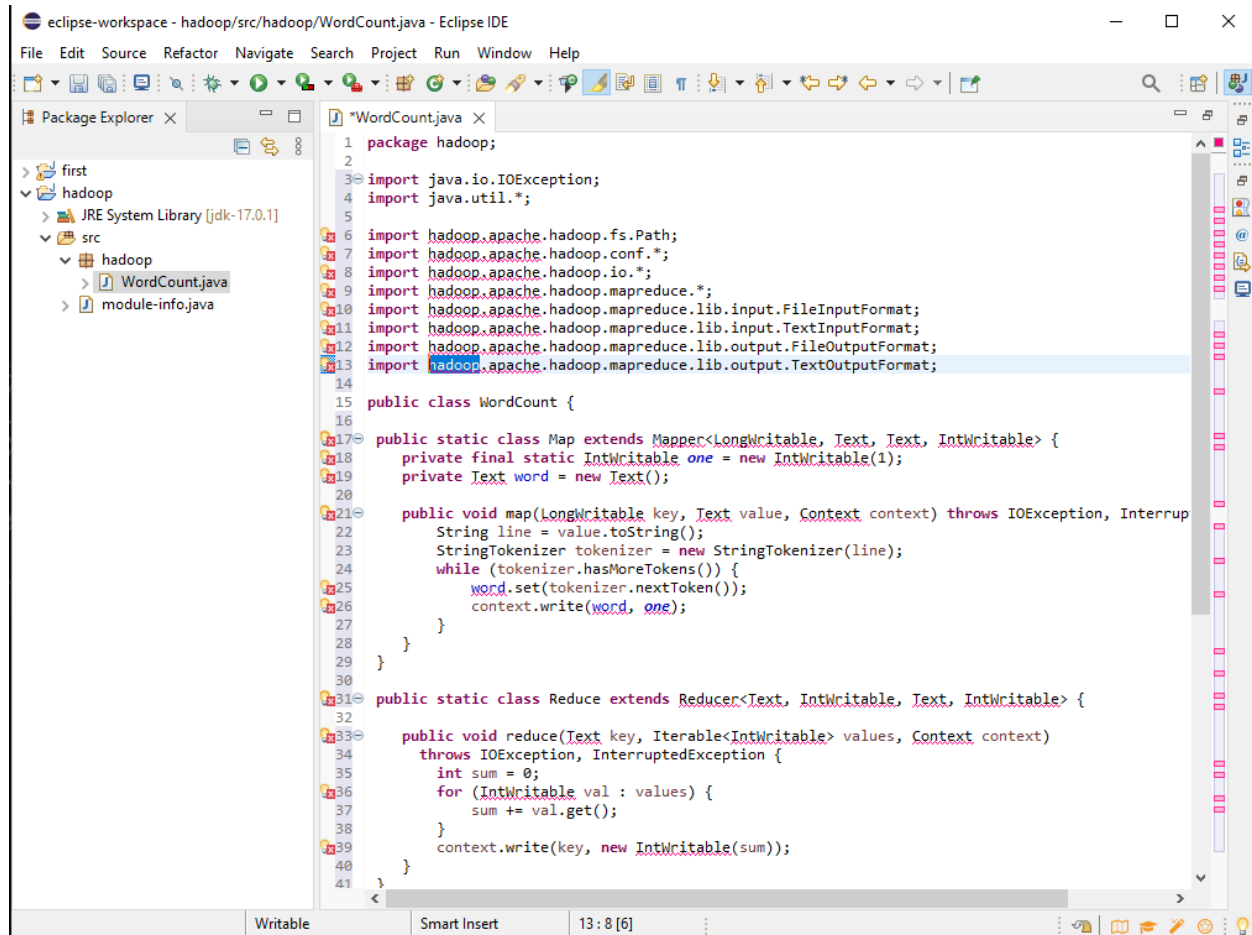 eclipse-workspace - hadoop/src/hadoop/WordCount.java - Eclipse IDE
File Edit Source Refactor Navigate Search Project Run Window Help
Package Explorer
*WordCount.java
first
hadoop
JRE System Library [jdk-17.0.1]
src
hadoop
WordCount.java
module-info.java
1 package hadoop;
2
3 import java.io.IOException;
4 import java.util.*;
5
6 import hadoop.apache.hadoop.fs.Path;
7 import hadoop.apache.hadoop.conf.*;
8 import hadoop.apache.hadoop.io.*;
9 import hadoop.apache.hadoop.mapreduce.*;
10 import hadoop.apache.hadoop.mapreduce.lib.input.FileInputFormat;
11 import hadoop.apache.hadoop.mapreduce.lib.input.TextInputFormat;
12 import hadoop.apache.hadoop.mapreduce.lib.output.FileOutputFormat;
13 import hadoop.apache.hadoop.mapreduce.lib.output.TextOutputFormat;
14
15 public class WordCount {
16
17 public static class Map extends Mapper<LongWritable, Text, Text, IntWritable> {
18 private final static IntWritable one = new IntWritable(1);
19 private Text word = new Text();
20
21 public void map(LongWritable key, Text value, Context context) throws IOException, Interrup
22 String line = value.toString();
23 StringTokenizer tokenizer = new StringTokenizer(line);
24 while (tokenizer.hasMoreTokens()) {
25 word.set(tokenizer.nextToken());
26 context.write(word, one);
27 }
28 }
29 }
30
31 public static class Reduce extends Reducer<Text, IntWritable, Text, IntWritable> {
32
33 public void reduce(Text key, Iterable<IntWritable> values, Context context)
34 throws IOException, InterruptedException {
35 int sum = 0;
36 for (IntWritable val : values) {
37 sum += val.get();
38 }
39 context.write(key, new IntWritable(sum));
40 }
41 }
Writable Smart Insert 13 : 8 [6]